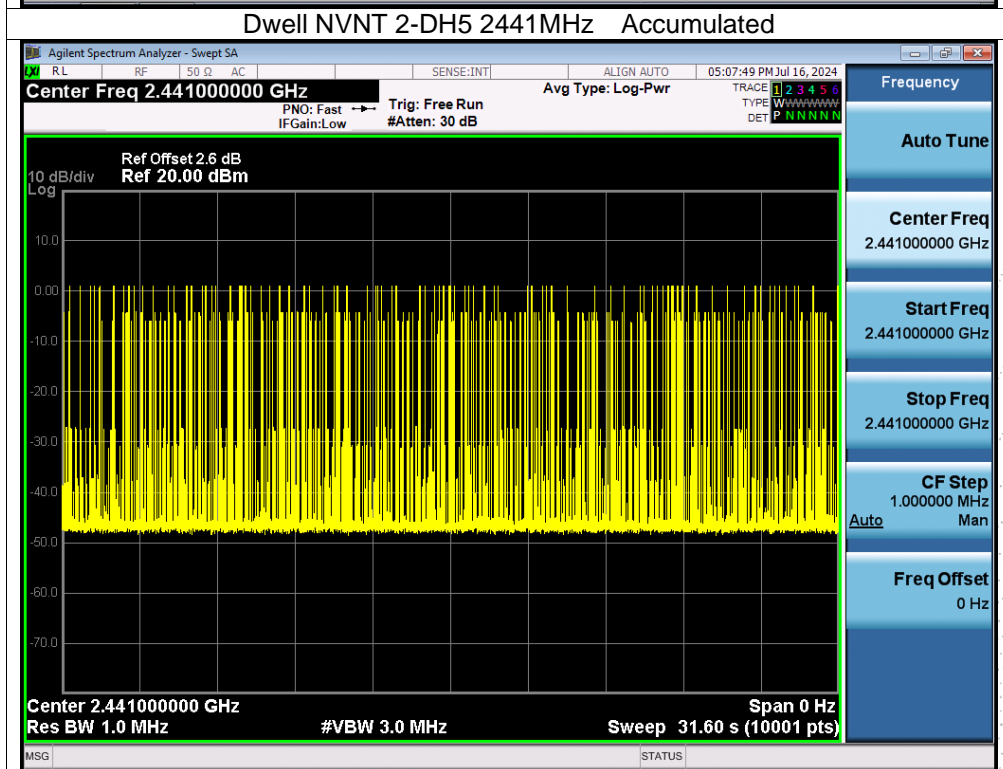 Dwell NVNT 2-DH5 2441MHz Accumulated
Agilent Spectrum Analyzer - Swept SA
LXI RL RF 50 Ω AC SENSE:INT ALIGN AUTO 05:07:49 PM Jul 16, 2024
Center Freq 2.441000000 GHz
PNO: Fast
IFGain:Low
Trig: Free Run
#Atten: 30 dB
Avg Type: Log-Pwr
TRACE 1 2 3 4 5 6
TYPE WWWWWW
DET P N N N N N
Ref Offset 2.6 dB
10 dB/div Ref 20.00 dBm
Log
10.0
0.00
-10.0
-20.0
-30.0
-40.0
-50.0
-60.0
-70.0
Center 2.441000000 GHz Span 0 Hz
Res BW 1.0 MHz #VBW 3.0 MHz Sweep 31.60 s (10001 pts)
MSG STATUS
Frequency
Auto Tune
Center Freq
2.441000000 GHz
Start Freq
2.441000000 GHz
Stop Freq
2.441000000 GHz
CF Step
1.000000 MHz
Auto Man
Freq Offset
0 Hz